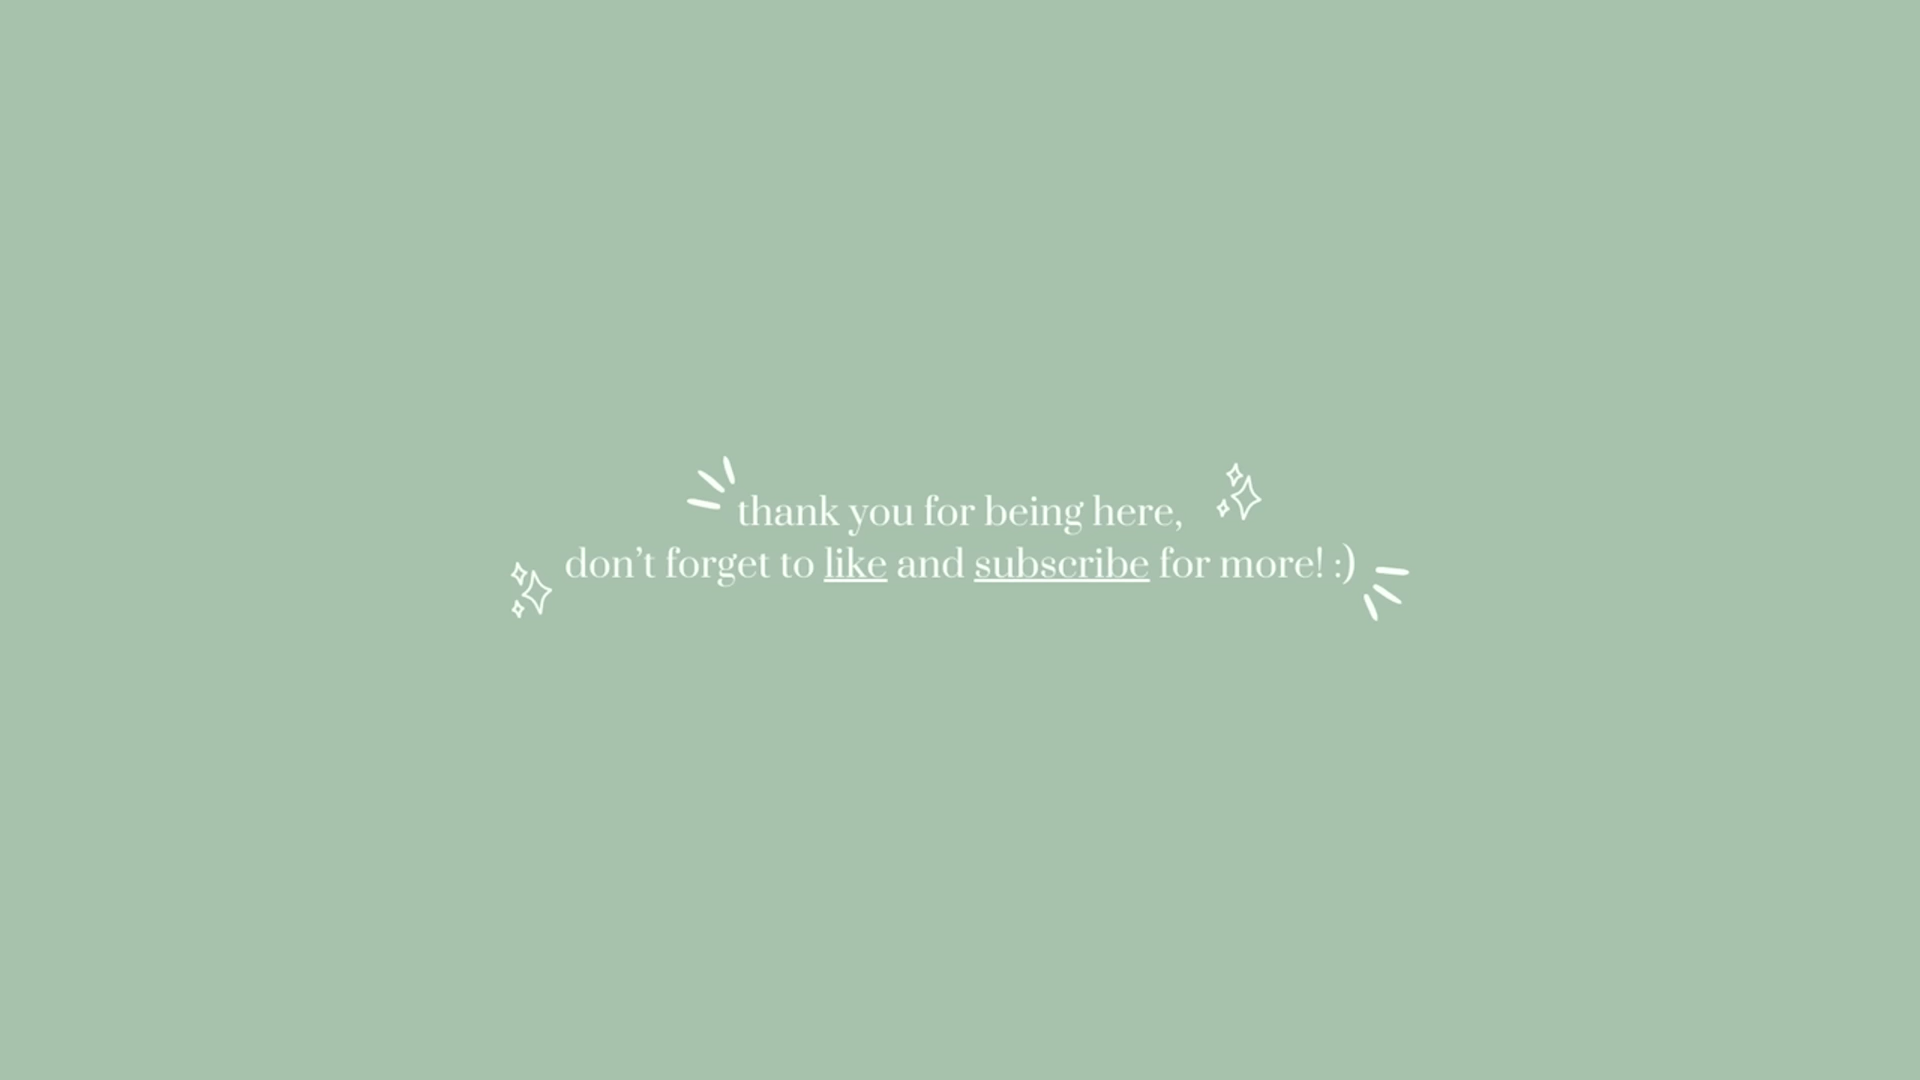 thank you for being here,
don’t forget to like and subscribe for more! :)